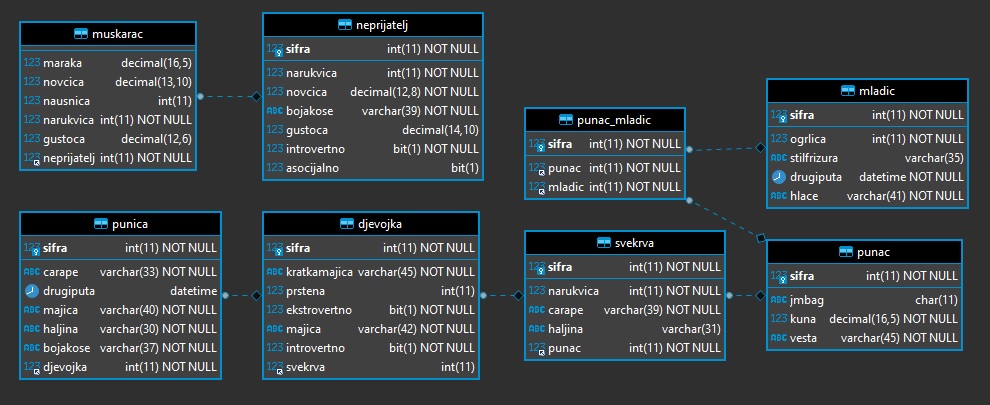 muskarac
123 maraka decimal(16,5)
123 novcica decimal(13,10)
123 nausnica int(11)
123 narukvica int(11) NOT NULL
123 gustoca decimal(12,6)
123 neprijatelj int(11) NOT NULL
neprijatelj
123 sifra int(11) NOT NULL
123 narukvica int(11) NOT NULL
123 novcica decimal(12,8) NOT NULL
ABC bojakose varchar(39) NOT NULL
123 gustoca decimal(14,10)
123 introvertno bit(1) NOT NULL
123 asocijalno bit(1)
punac_mladic
123 sifra int(11) NOT NULL
123 punac int(11) NOT NULL
123 mladic int(11) NOT NULL
mladic
123 sifra int(11) NOT NULL
123 ogrlica int(11) NOT NULL
ABC stilfrizura varchar(35)
drugiputa datetime NOT NULL
ABC hlace varchar(41) NOT NULL
punica
123 sifra int(11) NOT NULL
ABC carape varchar(33) NOT NULL
drugiputa datetime
ABC majica varchar(40) NOT NULL
ABC haljina varchar(30) NOT NULL
ABC bojakose varchar(37) NOT NULL
123 djevojka int(11) NOT NULL
djevojka
123 sifra int(11) NOT NULL
ABC kratkamajica varchar(45) NOT NULL
123 prstena int(11)
123 ekstrovertno bit(1) NOT NULL
ABC majica varchar(42) NOT NULL
123 introvertno bit(1) NOT NULL
123 svekrva int(11)
svekrva
123 sifra int(11) NOT NULL
123 narukvica int(11) NOT NULL
ABC carape varchar(39) NOT NULL
ABC haljina varchar(31)
123 punac int(11) NOT NULL
punac
123 sifra int(11) NOT NULL
ABC jmbag char(11)
123 kuna decimal(16,5) NOT NULL
ABC vesta varchar(45) NOT NULL